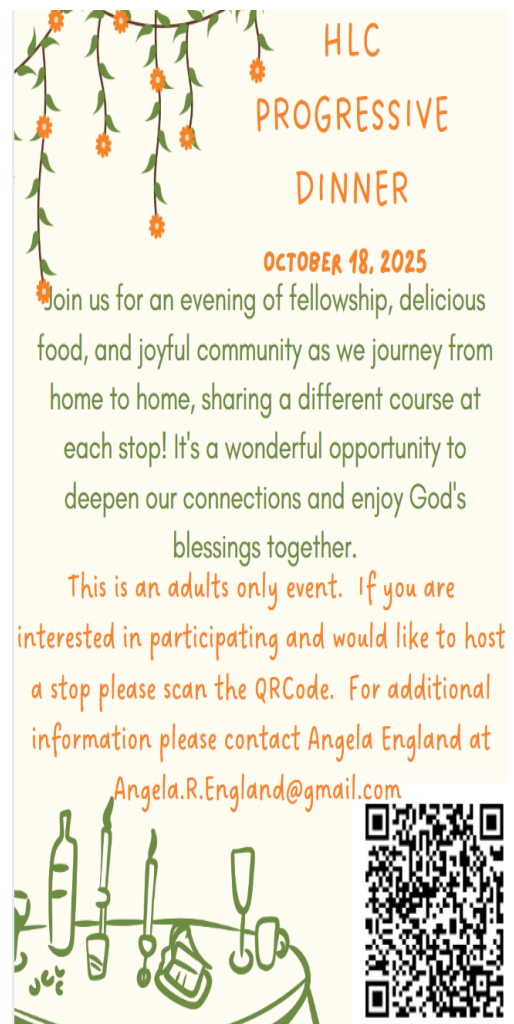 HLC
PROGRESSIVE
DINNER
OCTOBER 18, 2025
Join us for an evening of fellowship, delicious
food, and joyful community as we journey from
home to home, sharing a different course at
each stop! It's a wonderful opportunity to
deepen our connections and enjoy God's
blessings together.
This is an adults only event.  If you are
interested in participating and would like to host
a stop please scan the QRCode.  For additional
information please contact Angela England at
Angela.R.England@gmail.com